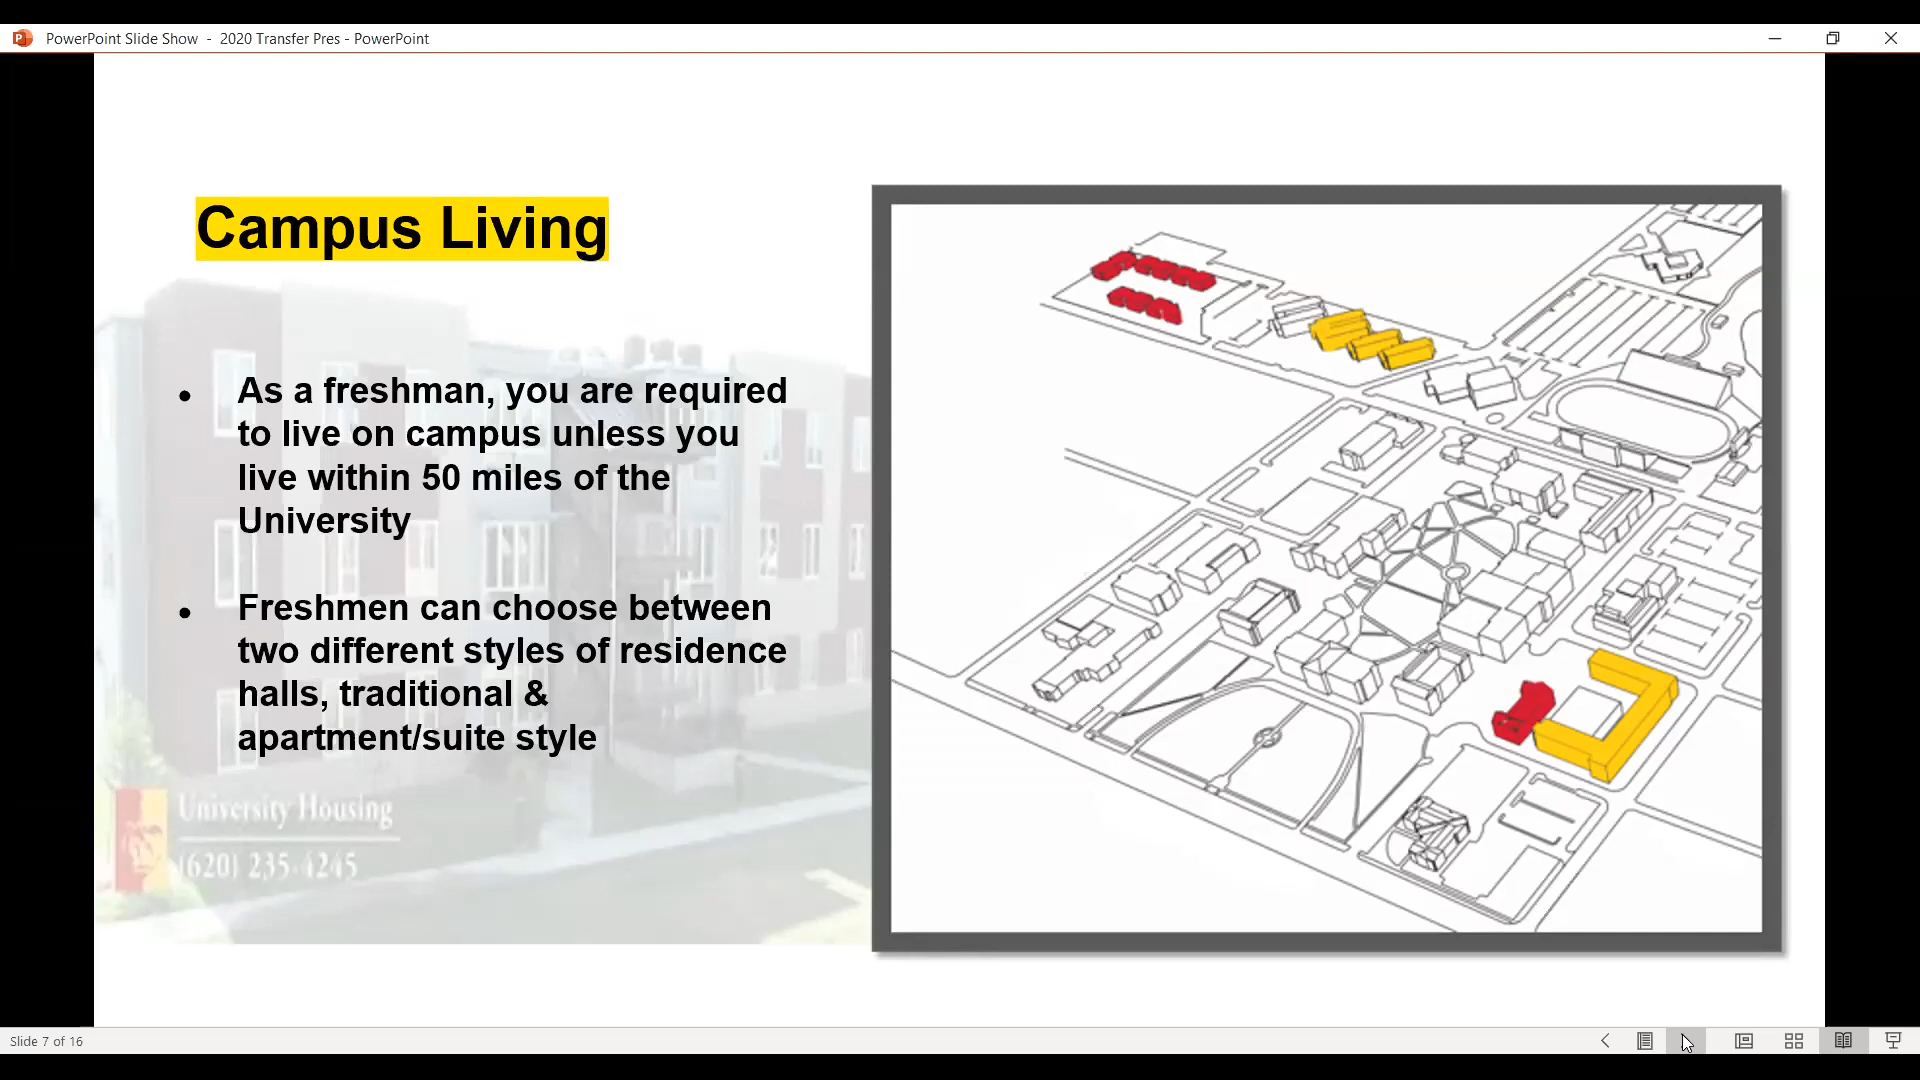 PowerPoint Slide Show - 2020 Transfer Pres - PowerPoint
Campus Living
• As a freshman, you are required
to live on campus unless you
live within 50 miles of the
University
• Freshmen can choose between
two different styles of residence
halls, traditional &
apartment/suite style
University Housing
(620) 235-4245
Slide 7 of 16